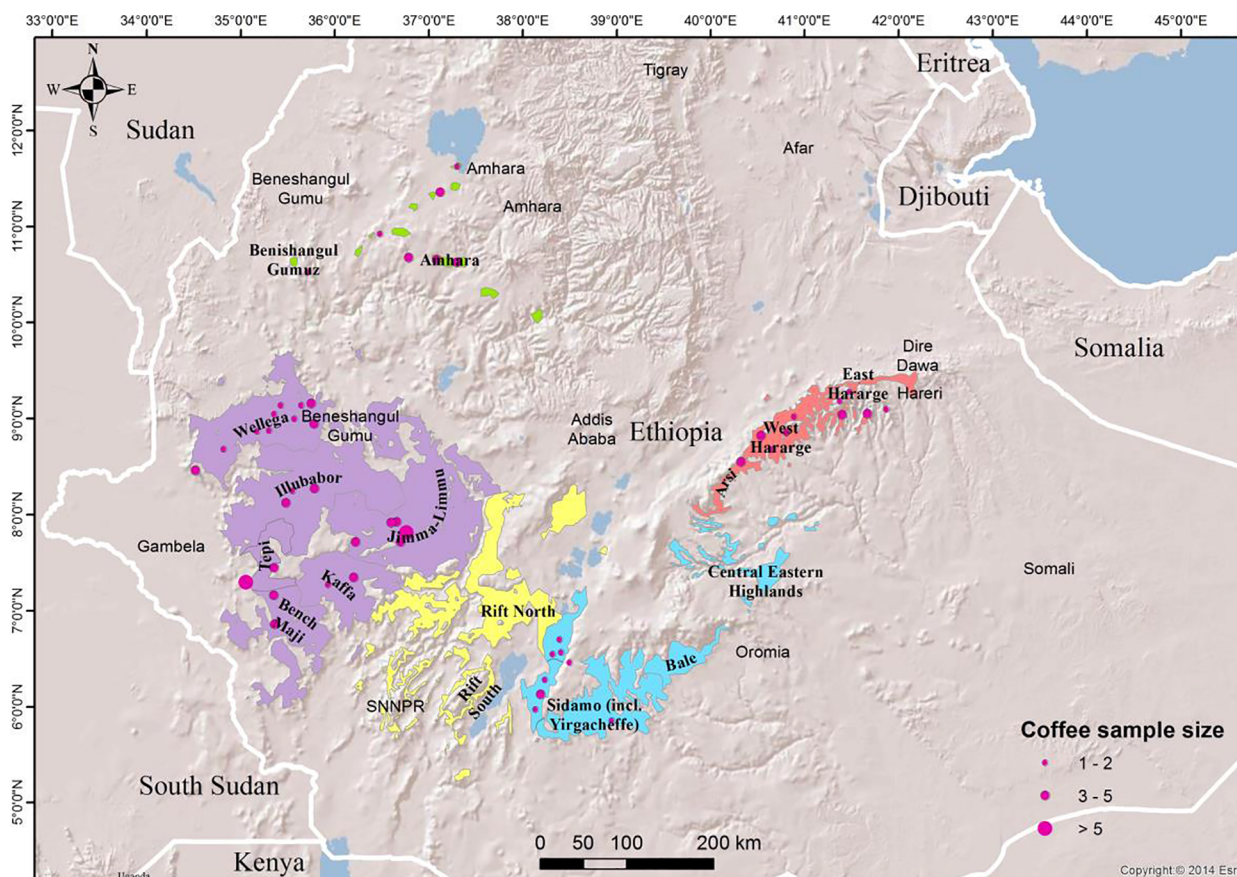 33°0'0"E 34°0'0"E 35°0'0"E 36°0'0"E 37°0'0"E 38°0'0"E 39°0'0"E 40°0'0"E 41°0'0"E 42°0'0"E 43°0'0"E 44°0'0"E 45°0'0"E
N
W E
S
12°0'0"N
11°0'0"N
10°0'0"N
9°0'0"N
8°0'0"N
7°0'0"N
6°0'0"N
5°0'0"N
Tigray
Eritrea
Sudan
Afar
Amhara
Beneshangul
Gumu
Djibouti
Amhara
Benishangul
Gumuz
Amhara
Somalia
Dire
Dawa
East
Hararge
Hareri
Wellega
Beneshangul
Gumu
Addis
Ababa
Ethiopia
West
Hararge
Arsi
Illubabor
Jimma-Limmu
Gambela
Tepi
Kaffa
Central Eastern
Highlands
Somali
Bench
Maji
Rift North
Bale
Oromia
Rift
South
SNNPR
Sidamo (incl.
Yirgacheffe)
South Sudan
Kenya
Coffee sample size
1 - 2
3 - 5
> 5
0 50 100 200 km
Copyright:© 2014 Esr